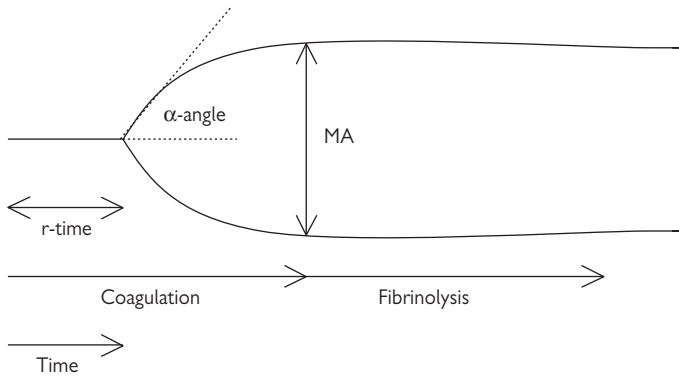 α-angle
MA
r-time
Coagulation
Fibrinolysis
Time